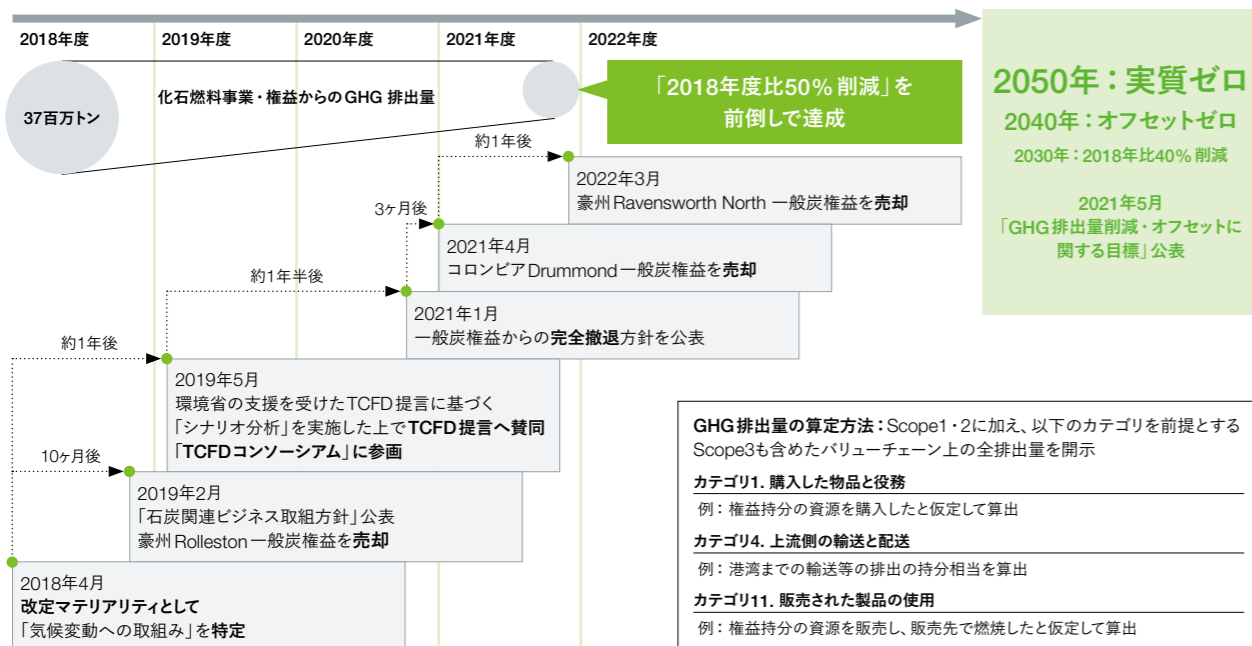 2018年度
2019年度
2020年度
2021年度
2022年度
37百万トン
化石燃料事業・権益からのGHG 排出量
「2018年度比50% 削減」を
前倒しで達成
2050年：実質ゼロ
2040年：オフセットゼロ
2030年：2018年比40% 削減
2021年5月
「GHG 排出量削減・オフセットに
関する目標」公表
約1年後
2022年3月
豪州 Ravensworth North 一般炭権益を売却
3ヶ月後
2021年4月
コロンビア Drummond 一般炭権益を売却
約1年半後
2021年1月
一般炭権益からの完全撤退方針を公表
約1年後
2019年5月
環境省の支援を受けたTCFD 提言に基づく
「シナリオ分析」を実施した上でTCFD 提言へ賛同
「TCFDコンソーシアム」に参画
10ヶ月後
2019年2月
「石炭関連ビジネス取組方針」公表
豪州 Rolleston 一般炭権益を売却
2018年4月
改定マテリアリティとして
「気候変動への取組み」を特定
GHG 排出量の算定方法：Scope1・2に加え、以下のカテゴリを前提とする
Scope3も含めたバリューチェーン上の全排出量を開示
カテゴリ1. 購入した物品と役務
例：権益持分の資源を購入したと仮定して算出
カテゴリ4. 上流側の輸送と配送
例：港湾までの輸送等の排出の持分相当を算出
カテゴリ11. 販売された製品の使用
例：権益持分の資源を販売し、販売先で燃焼したと仮定して算出